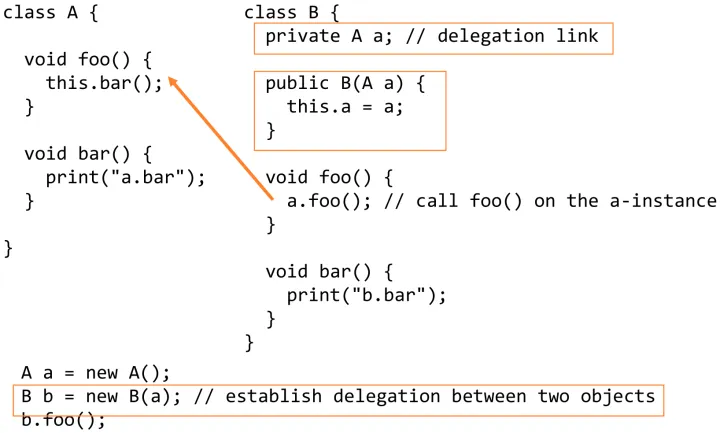 class A {
void foo() {
this.bar();
}
void bar() {
print("a.bar");
}
}
class B {
private A a; // delegation link
public B(A a) {
this.a = a;
}
void foo() {
a.foo(); // call foo() on the a-instance
}
void bar() {
print("b.bar");
}
}
A a = new A();
B b = new B(a); // establish delegation between two objects
b.foo();